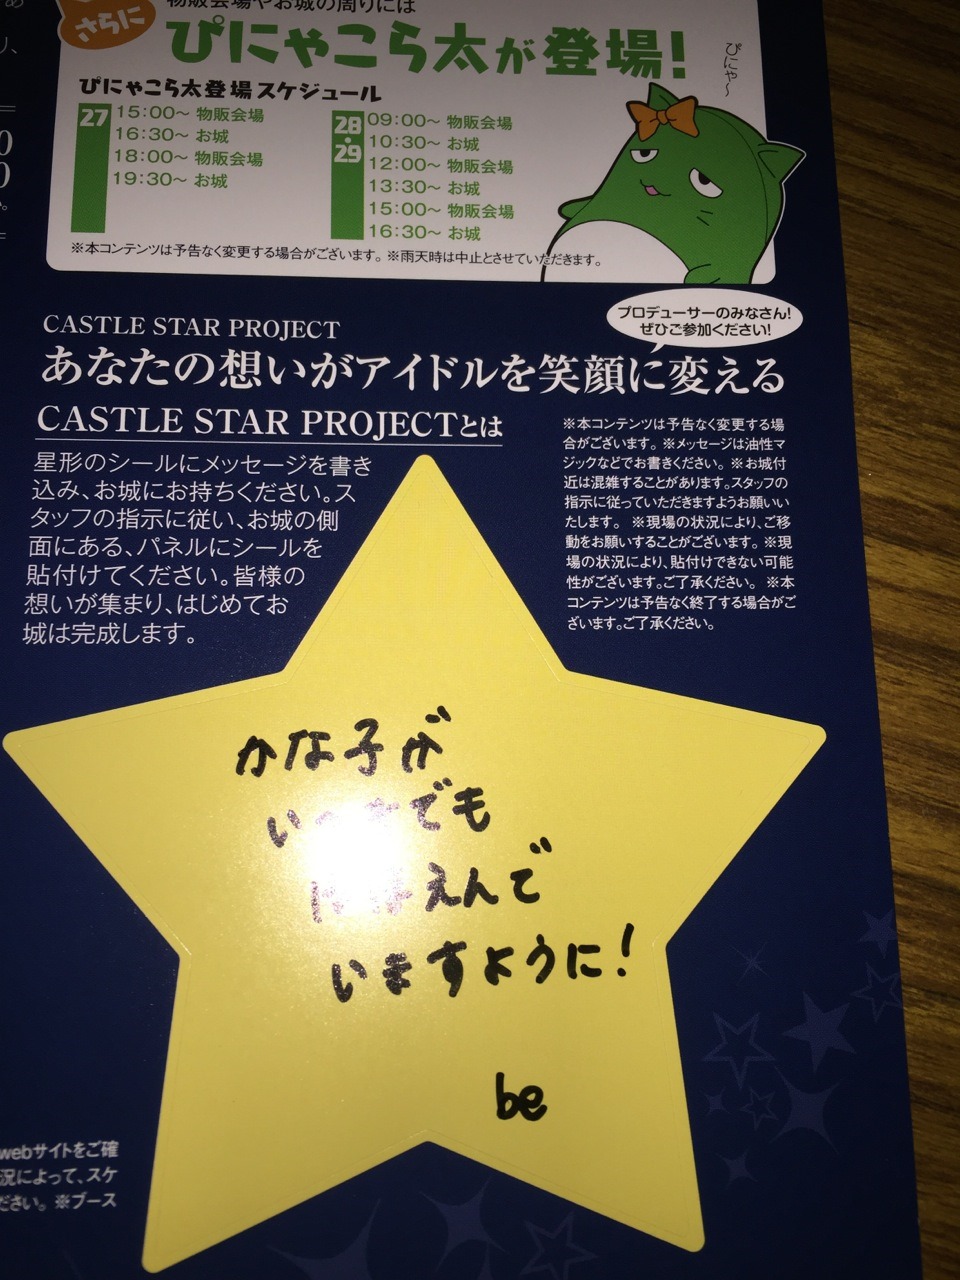 物販会場やお城の周りには
さらに
ぴにゃこら太が登場!
ぴにゃ〜
ぴにゃこら太登場スケジュール
27
15:00〜 物販会場
16:30〜 お城
18:00〜 物販会場
19:30〜 お城
28・29
09:00〜 物販会場
10:30〜 お城
12:00〜 物販会場
13:30〜 お城
15:00〜 物販会場
16:30〜 お城
※本コンテンツは予告なく変更する場合がございます。※雨天時は中止とさせていただきます。
プロデューサーのみなさん!
ぜひご参加ください!
CASTLE STAR PROJECT
あなたの想いがアイドルを笑顔に変える
CASTLE STAR PROJECTとは
星形のシールにメッセージを書き
込み、お城にお持ちください。ス
タッフの指示に従い、お城の側
面にある、パネルにシールを
貼付けてください。皆様の
想いが集まり、はじめてお
城は完成します。
※本コンテンツは予告なく変更する場
合がございます。※メッセージは油性マ
ジックなどでお書きください。※お城付
近は混雑することがあります。スタッフの
指示に従っていただきますようお願いい
たします。 ※現場の状況により、ご移
動をお願いすることがございます。※現
場の状況により、貼付けできない可能
性がございます。ご了承ください。 ※本
コンテンツは予告なく終了する場合がご
ざいます。ご了承ください。
かな子が
いつまでも
ほほえんで
いますように!
be
webサイトをご確
況によって、スケ
ださい。※ブース